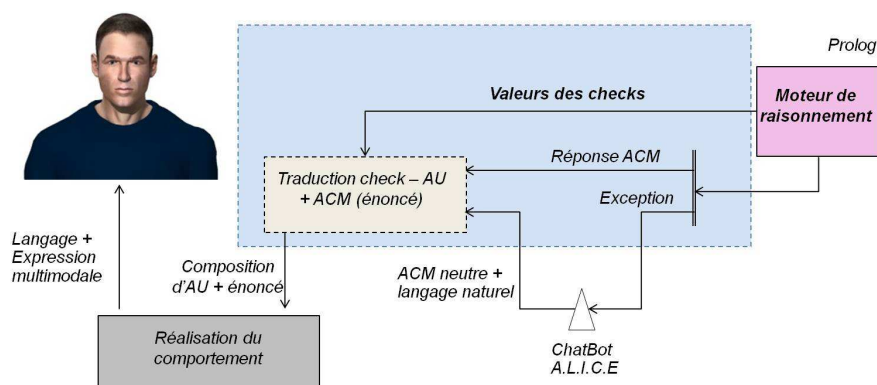 Prolog
Valeurs des checks
Moteur de
raisonnement
Réponse ACM
Traduction check – AU
+ ACM (énoncé)
Exception
Langage +
Expression
multimodale
Composition
d'AU + énoncé
ACM neutre +
langage naturel
Réalisation du
comportement
ChatBot
A.L.I.C.E